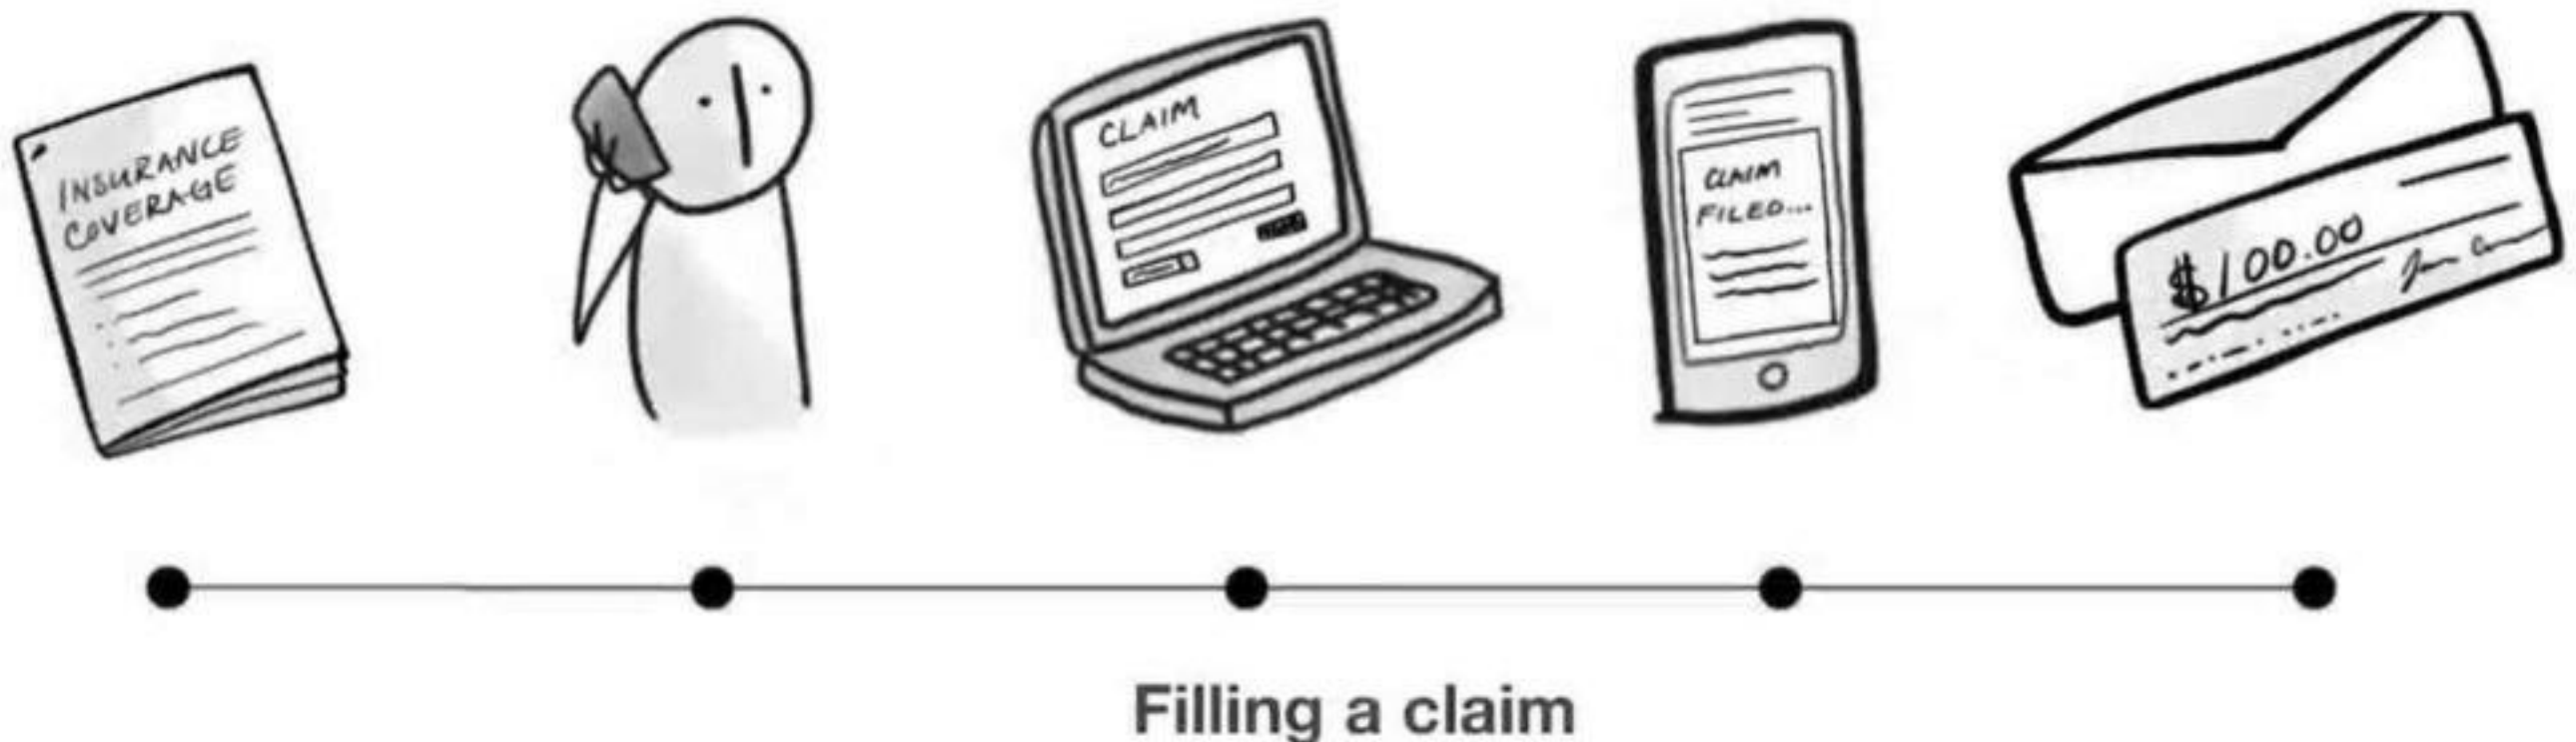 INSURANCE
COVERAGE
CLAIM
CLAIM
FILED...
$100.00
Filling a claim